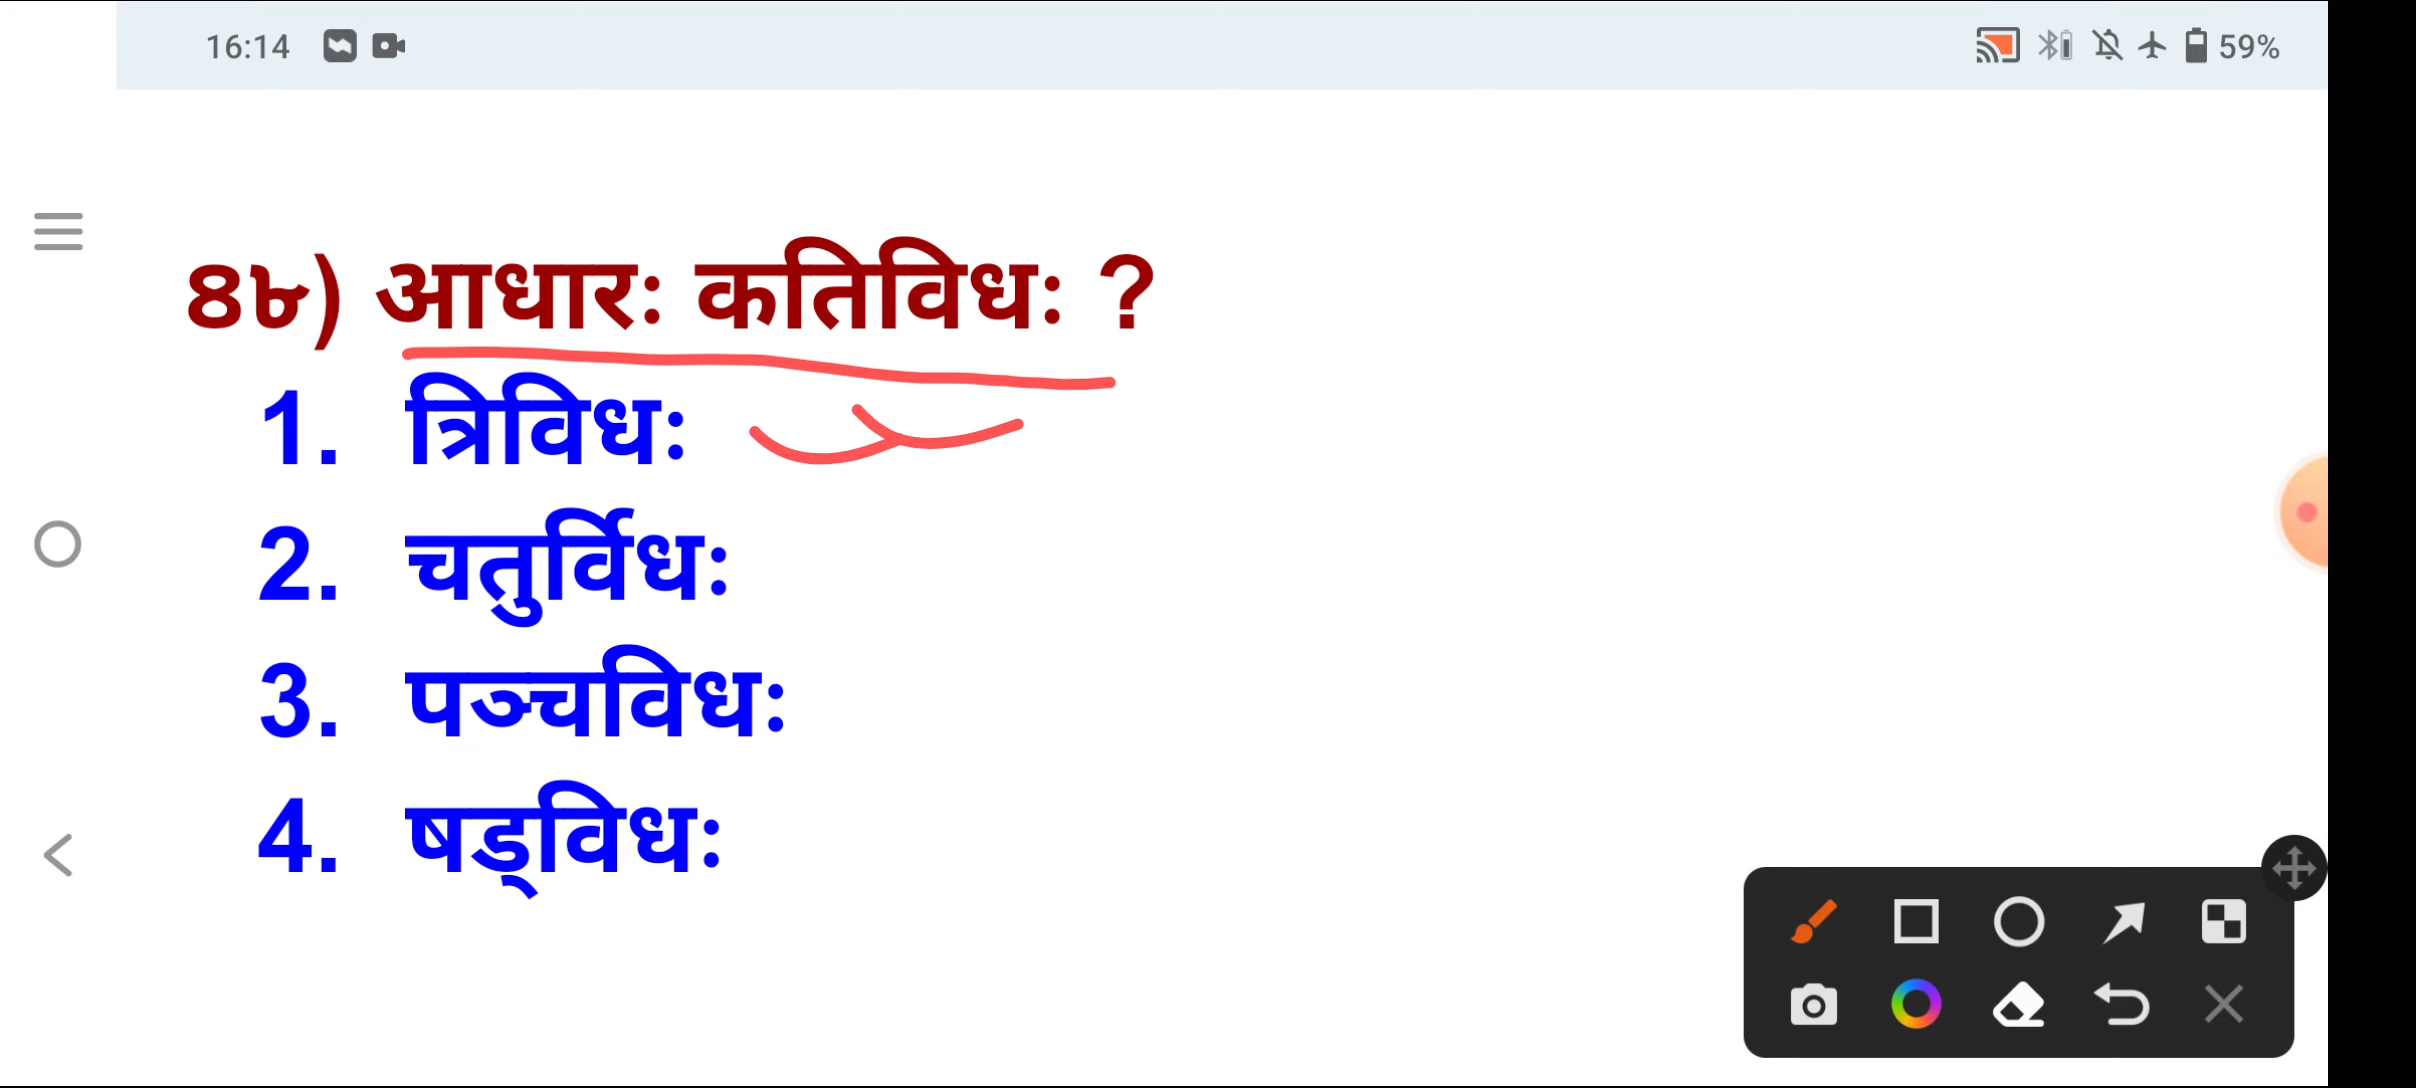 16:14 59%
४८) आधारः कतिविधः ?
1. त्रिविधः
2. चतुर्विधः
3. पञ्चविधः
4. षड्‌विधः